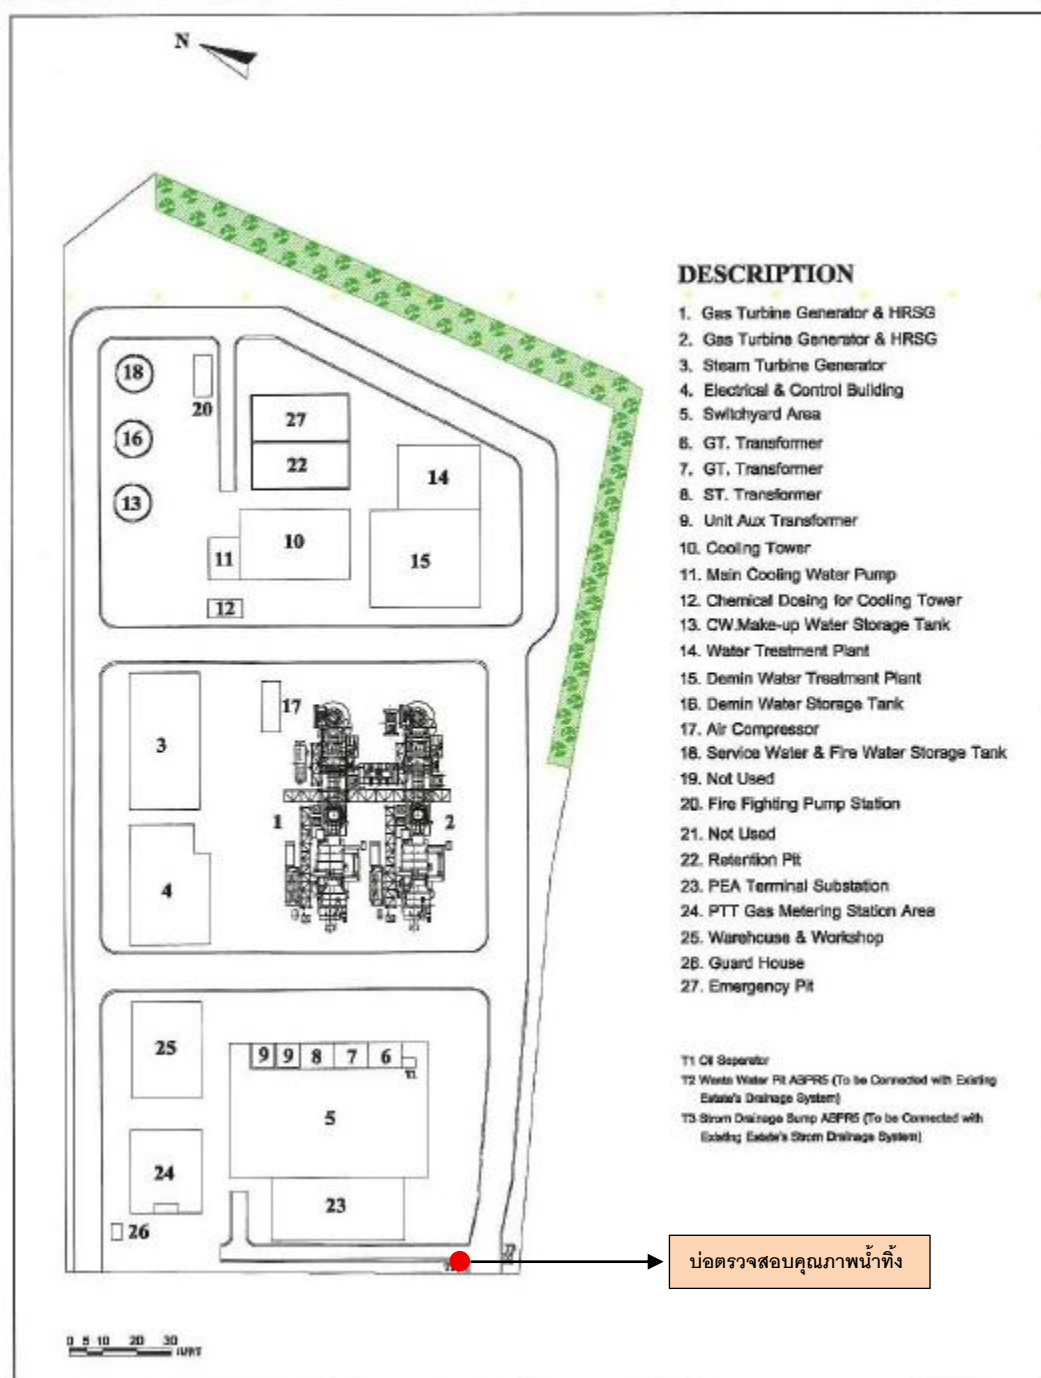 N
DESCRIPTION
1. Gas Turbine Generator & HRSG
2. Gas Turbine Generator & HRSG
3. Steam Turbine Generator
4. Electrical & Control Building
5. Switchyard Area
6. GT. Transformer
7. GT. Transformer
8. ST. Transformer
9. Unit Aux Transformer
10. Cooling Tower
11. Main Cooling Water Pump
12. Chemical Dosing for Cooling Tower
13. CW.Make-up Water Storage Tank
14. Water Treatment Plant
15. Demin Water Treatment Plant
16. Demin Water Storage Tank
17. Air Compressor
18. Service Water & Fire Water Storage Tank
19. Not Used
20. Fire Fighting Pump Station
21. Not Used
22. Retention Pit
23. PEA Terminal Substation
24. PTT Gas Metering Station Area
25. Warehouse & Workshop
26. Guard House
27. Emergency Pit
T1 Oil Separator
T2 Waste Water Pit ABPR5 (To be Connected with Existing
Estate's Drainage System)
T3 Strom Drainage Sump ABPR5 (To be Connected with
Existing Estate's Strom Drainage System)
18
20
27
16
22
14
13
10
11
15
12
17
3
1
2
4
25
9 9 8 7 6
T1
5
24
23
26
บ่อตรวจสอบคุณภาพน้ำทิ้ง
0 5 10 20 30